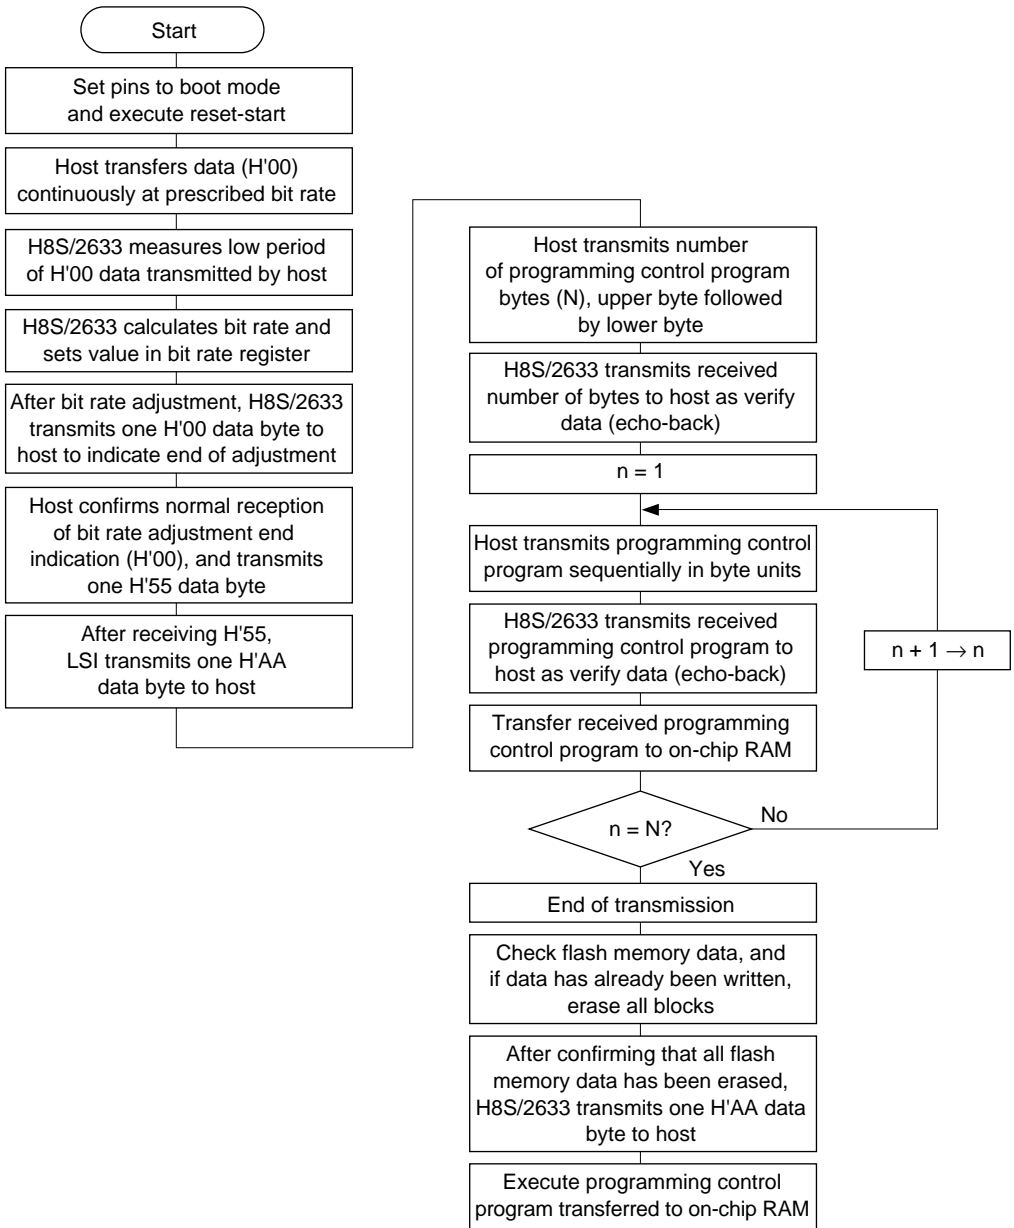 Start
Set pins to boot mode
and execute reset-start
Host transfers data (H'00)
continuously at prescribed bit rate
H8S/2633 measures low period
of H'00 data transmitted by host
H8S/2633 calculates bit rate and
sets value in bit rate register
After bit rate adjustment, H8S/2633
transmits one H'00 data byte to
host to indicate end of adjustment
Host confirms normal reception
of bit rate adjustment end
indication (H'00), and transmits
one H'55 data byte
After receiving H'55,
LSI transmits one H'AA
data byte to host
Host transmits number
of programming control program
bytes (N), upper byte followed
by lower byte
H8S/2633 transmits received
number of bytes to host as verify
data (echo-back)
n = 1
Host transmits programming control
program sequentially in byte units
H8S/2633 transmits received
programming control program to
host as verify data (echo-back)
n + 1 → n
Transfer received programming
control program to on-chip RAM
n = N?
No
Yes
End of transmission
Check flash memory data, and
if data has already been written,
erase all blocks
After confirming that all flash
memory data has been erased,
H8S/2633 transmits one H'AA data
byte to host
Execute programming control
program transferred to on-chip RAM